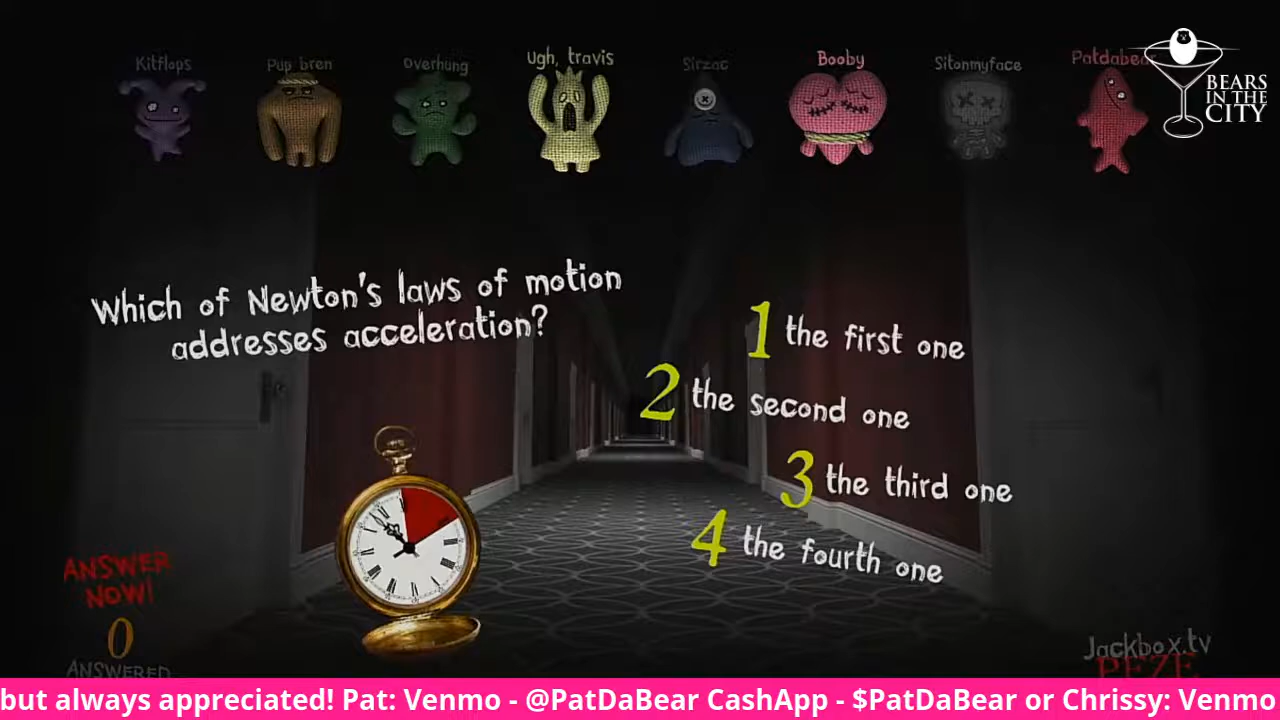 Kitflops
Pup bren
Overhung
Ugh, travis
Sirzac
Booby
Sitonmyface
BEARS
IN THE
CITY
Which of Newton's laws of motion
addresses acceleration?
1 the first one
2 the second one
3 the third one
4 the fourth one
ANSWER
NOW!
0
ANSWERED
Jackbox.tv
but always appreciated! Pat: Venmo - @PatDaBear CashApp - $PatDaBear or Chrissy: Venmo